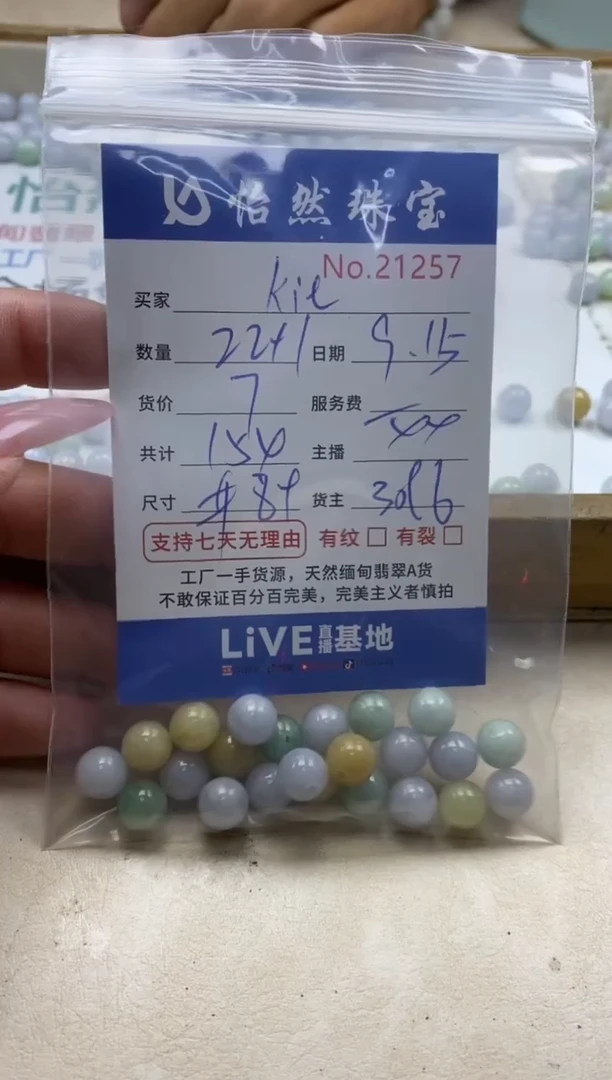 怡然珠宝
No.21257
买家 kie
数量 22+1 日期 9.15
货价 7 服务费
共计 154 主播
尺寸 #8+ 货主
支持七天无理由 有纹 有裂
工厂一手货源，天然缅甸翡翠A货
不敢保证百分百完美，完美主义者慎拍
LiVE直播基地